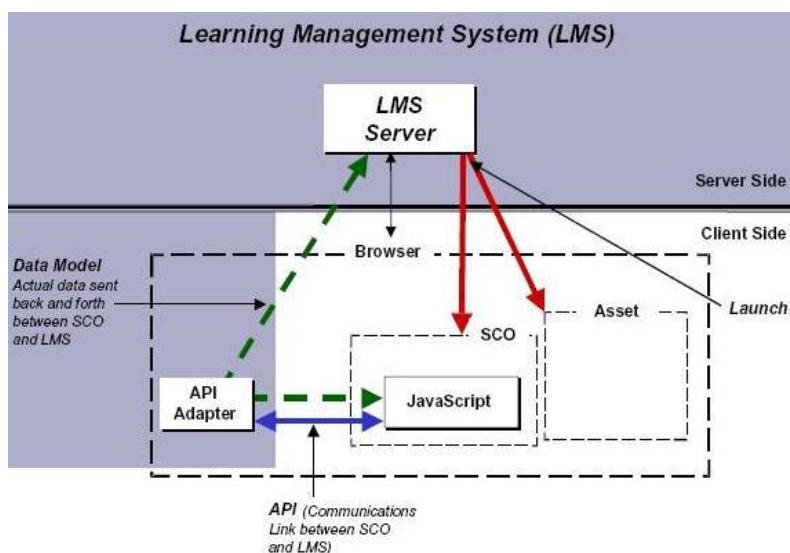 Learning Management System (LMS)
LMS
Server
Server Side
Client Side
Browser
Data Model
Actual data sent
back and forth
between SCO
and LMS
Launch
Asset
SCO
API
Adapter
JavaScript
API (Communications
Link between SCO
and LMS)